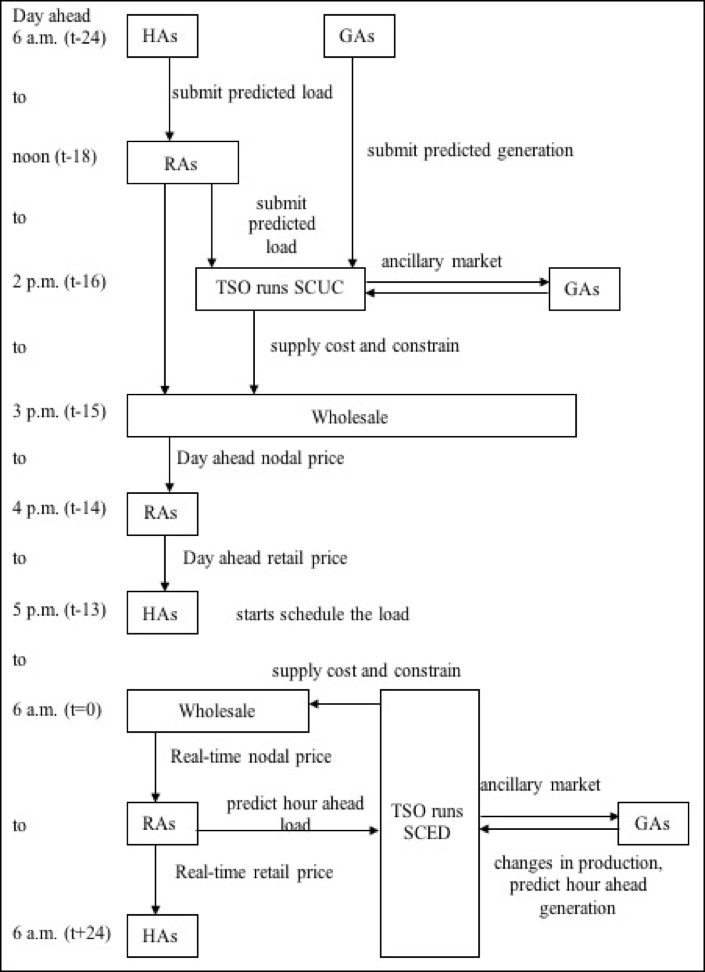 Day ahead
6 a.m. (t-24)
HAs
GAs
to
submit predicted load
noon (t-18)
RAs
submit predicted generation
to
submit
predicted
load
ancillary market
2 p.m. (t-16)
TSO runs SCUC
GAs
to
supply cost and constrain
3 p.m. (t-15)
Wholesale
to
Day ahead nodal price
4 p.m. (t-14)
RAs
to
Day ahead retail price
5 p.m. (t-13)
HAs
starts schedule the load
to
supply cost and constrain
6 a.m. (t=0)
Wholesale
Real-time nodal price
ancillary market
predict hour ahead
load
to
RAs
TSO runs
SCED
GAs
changes in production,
predict hour ahead
generation
Real-time retail price
6 a.m. (t+24)
HAs